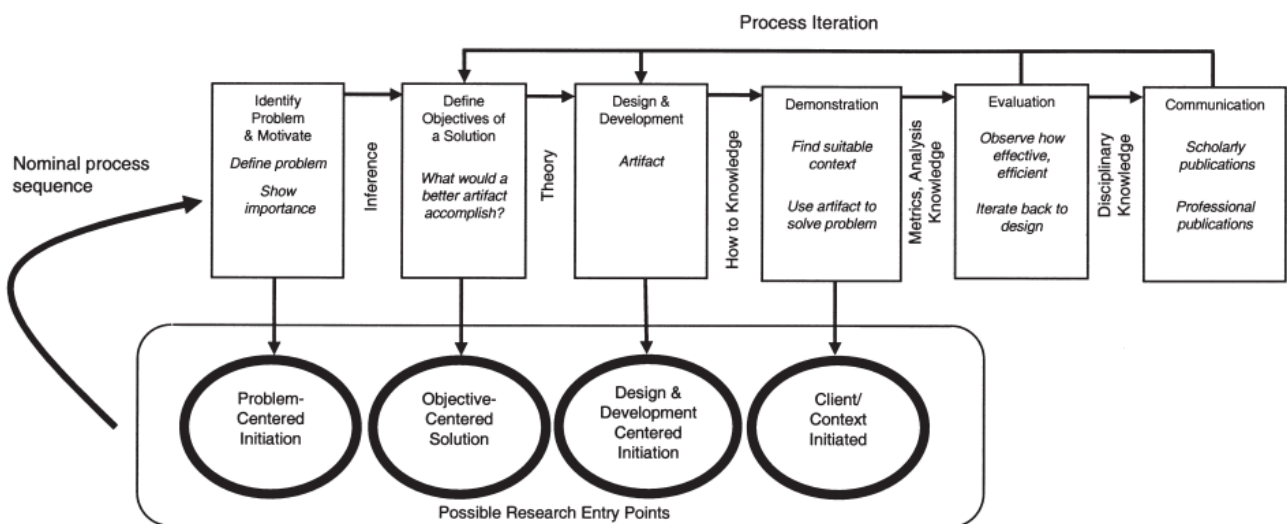 Process Iteration
Nominal process
sequence
Identify
Problem
& Motivate
Define problem
Show
importance
Inference
Define
Objectives of
a Solution
What would a
better artifact
accomplish?
Theory
Design &
Development
Artifact
How to Knowledge
Demonstration
Find suitable
context
Use artifact to
solve problem
Metrics, Analysis
Knowledge
Evaluation
Observe how
effective,
efficient
Iterate back to
design
Disciplinary
Knowledge
Communication
Scholarly
publications
Professional
publications
Problem-
Centered
Initiation
Objective-
Centered
Solution
Design &
Development
Centered
Initiation
Client/
Context
Initiated
Possible Research Entry Points